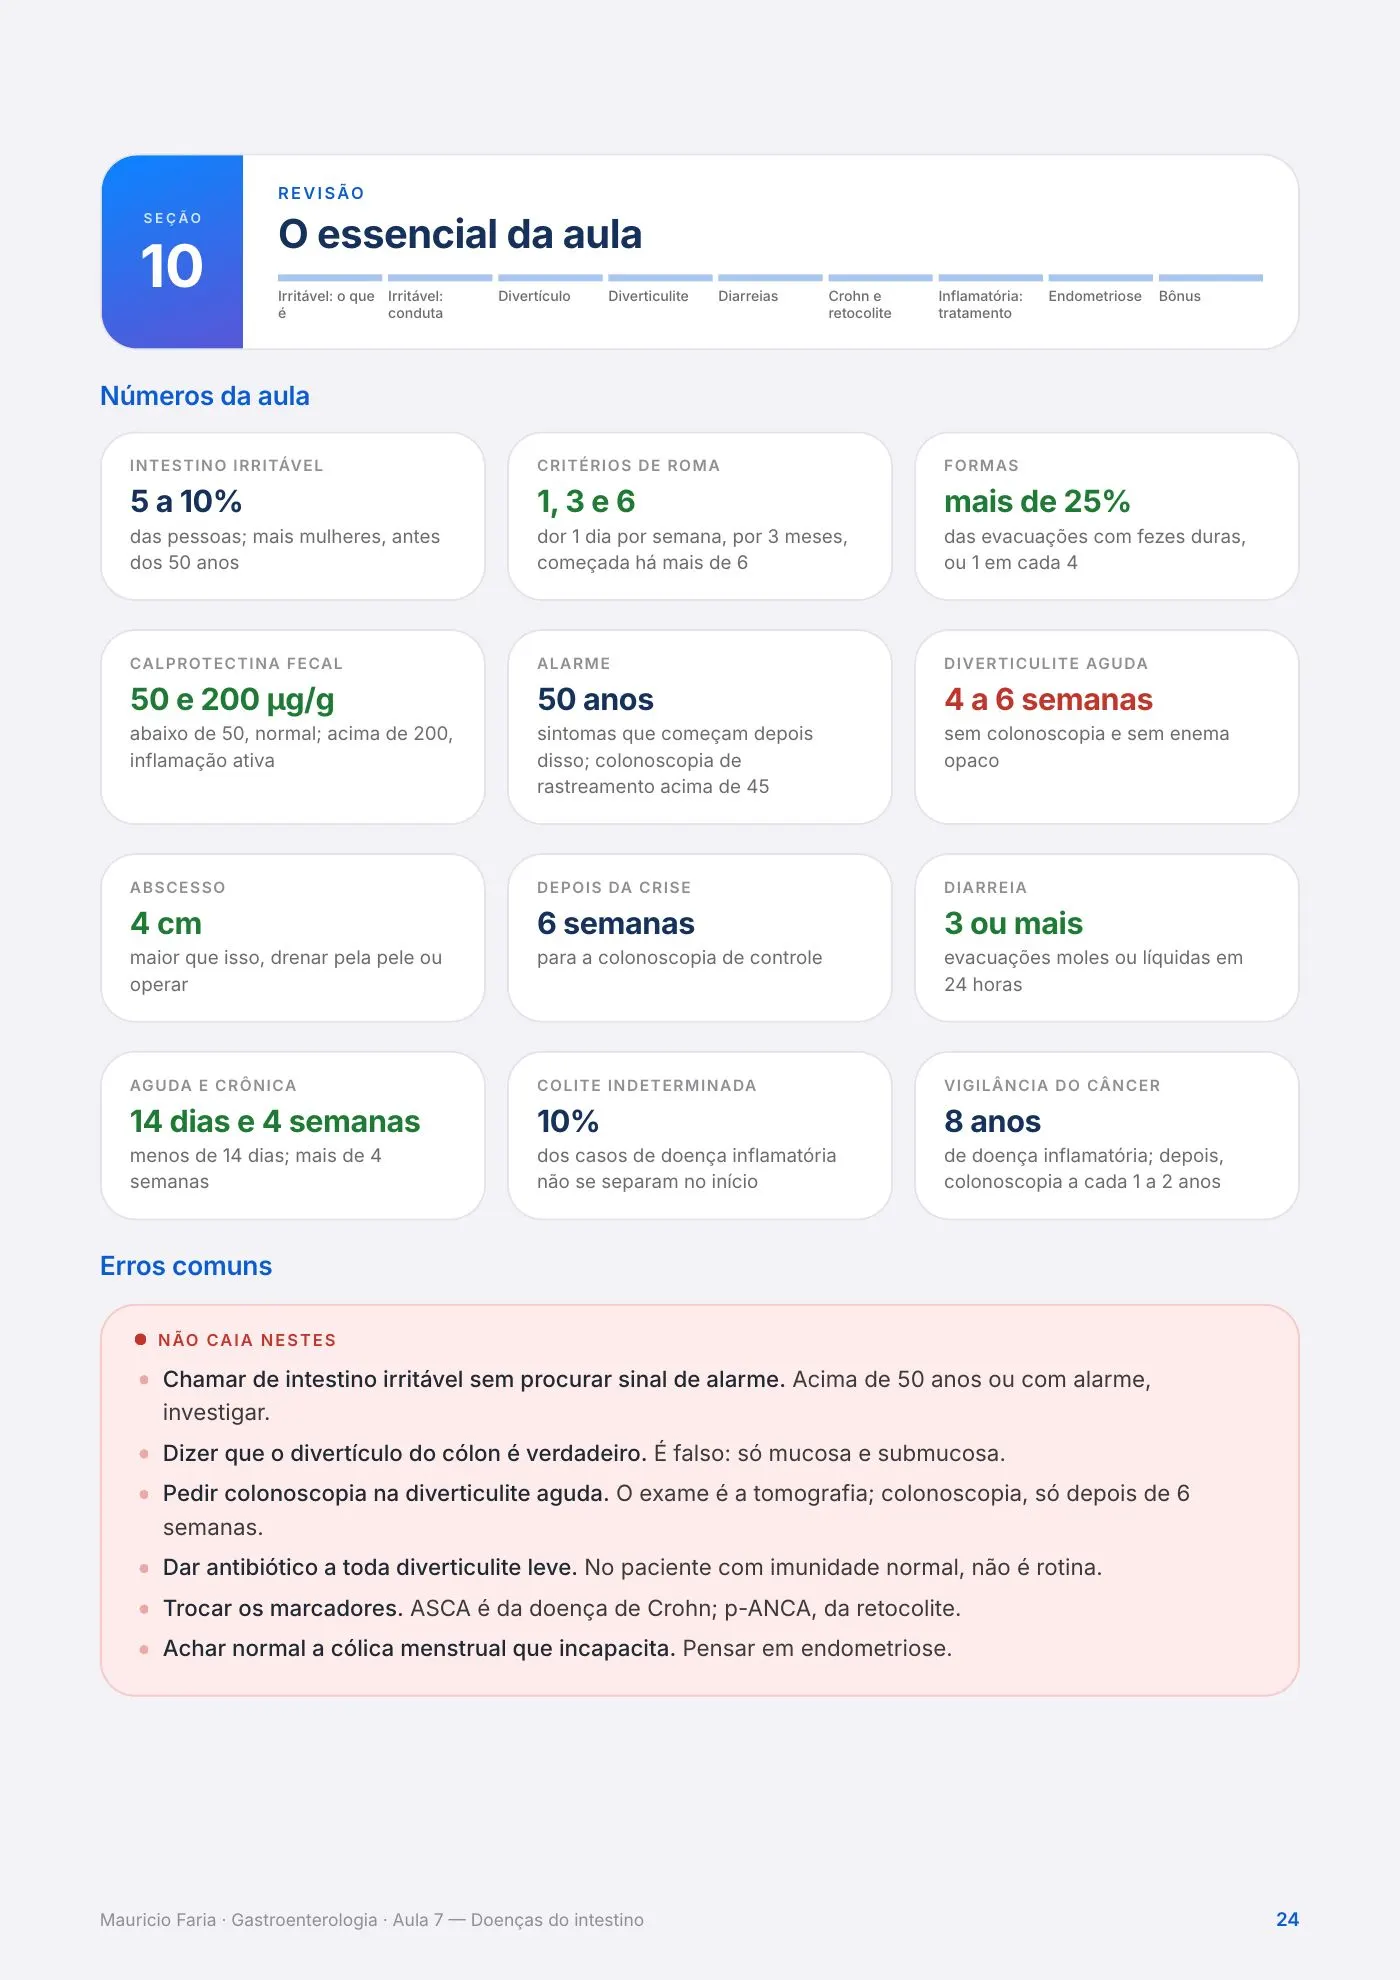 SEÇÃO
10
REVISÃO
O essencial da aula
Irritável: o que é
Irritável: conduta
Divertículo
Diverticulite
Diarreias
Crohn e retocolite
Inflamatória: tratamento
Endometriose
Bônus
Números da aula
INTESTINO IRRITÁVEL
5 a 10%
das pessoas; mais mulheres, antes
dos 50 anos
CRITÉRIOS DE ROMA
1, 3 e 6
dor 1 dia por semana, por 3 meses,
começada há mais de 6
FORMAS
mais de 25%
das evacuações com fezes duras,
ou 1 em cada 4
CALPROTECTINA FECAL
50 e 200 µg/g
abaixo de 50, normal; acima de 200,
inflamação ativa
ALARME
50 anos
sintomas que começam depois
disso; colonoscopia de
rastreamento acima de 45
DIVERTICULITE AGUDA
4 a 6 semanas
sem colonoscopia e sem enema
opaco
ABSCESSO
4 cm
maior que isso, drenar pela pele ou
operar
DEPOIS DA CRISE
6 semanas
para a colonoscopia de controle
DIARREIA
3 ou mais
evacuações moles ou líquidas em
24 horas
AGUDA E CRÔNICA
14 dias e 4 semanas
menos de 14 dias; mais de 4
semanas
COLITE INDETERMINADA
10%
dos casos de doença inflamatória
não se separam no início
VIGILÂNCIA DO CÂNCER
8 anos
de doença inflamatória; depois,
colonoscopia a cada 1 a 2 anos
Erros comuns
NÃO CAIA NESTES
Chamar de intestino irritável sem procurar sinal de alarme. Acima de 50 anos ou com alarme,
investigar.
Dizer que o divertículo do cólon é verdadeiro. É falso: só mucosa e submucosa.
Pedir colonoscopia na diverticulite aguda. O exame é a tomografia; colonoscopia, só depois de 6
semanas.
Dar antibiótico a toda diverticulite leve. No paciente com imunidade normal, não é rotina.
Trocar os marcadores. ASCA é da doença de Crohn; p-ANCA, da retocolite.
Achar normal a cólica menstrual que incapacita. Pensar em endometriose.
Mauricio Faria · Gastroenterologia · Aula 7 — Doenças do intestino
24